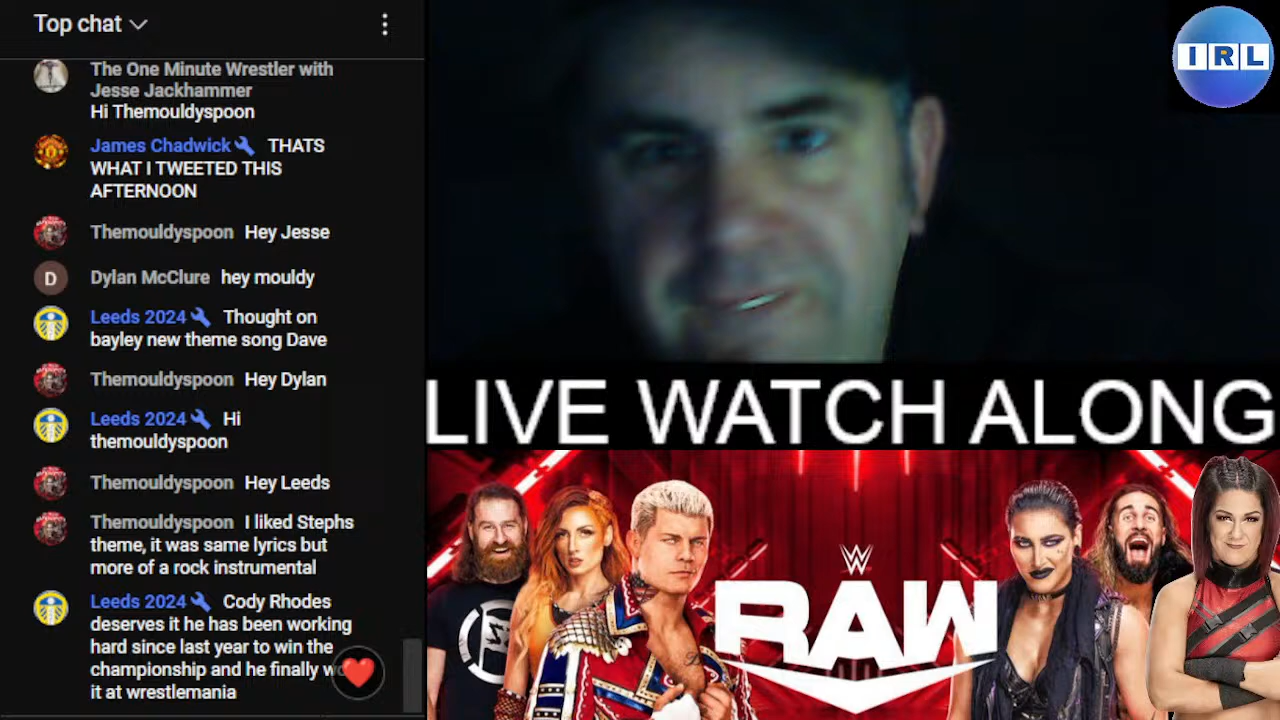 Top chat
The One Minute Wrestler with
Jesse Jackhammer
Hi Themouldyspoon
James Chadwick THATS
WHAT I TWEETED THIS
AFTERNOON
Themouldyspoon Hey Jesse
D
Dylan McClure hey mouldy
Leeds 2024 Thought on
bayley new theme song Dave
Themouldyspoon Hey Dylan
Leeds 2024 Hi
themouldyspoon
Themouldyspoon Hey Leeds
Themouldyspoon I liked Stephs
theme, it was same lyrics but
more of a rock instrumental
Leeds 2024 Cody Rhodes
deserves it he has been working
hard since last year to win the
championship and he finally
it at wrestlemania
IRL
LIVE WATCH ALONG
W
RAW